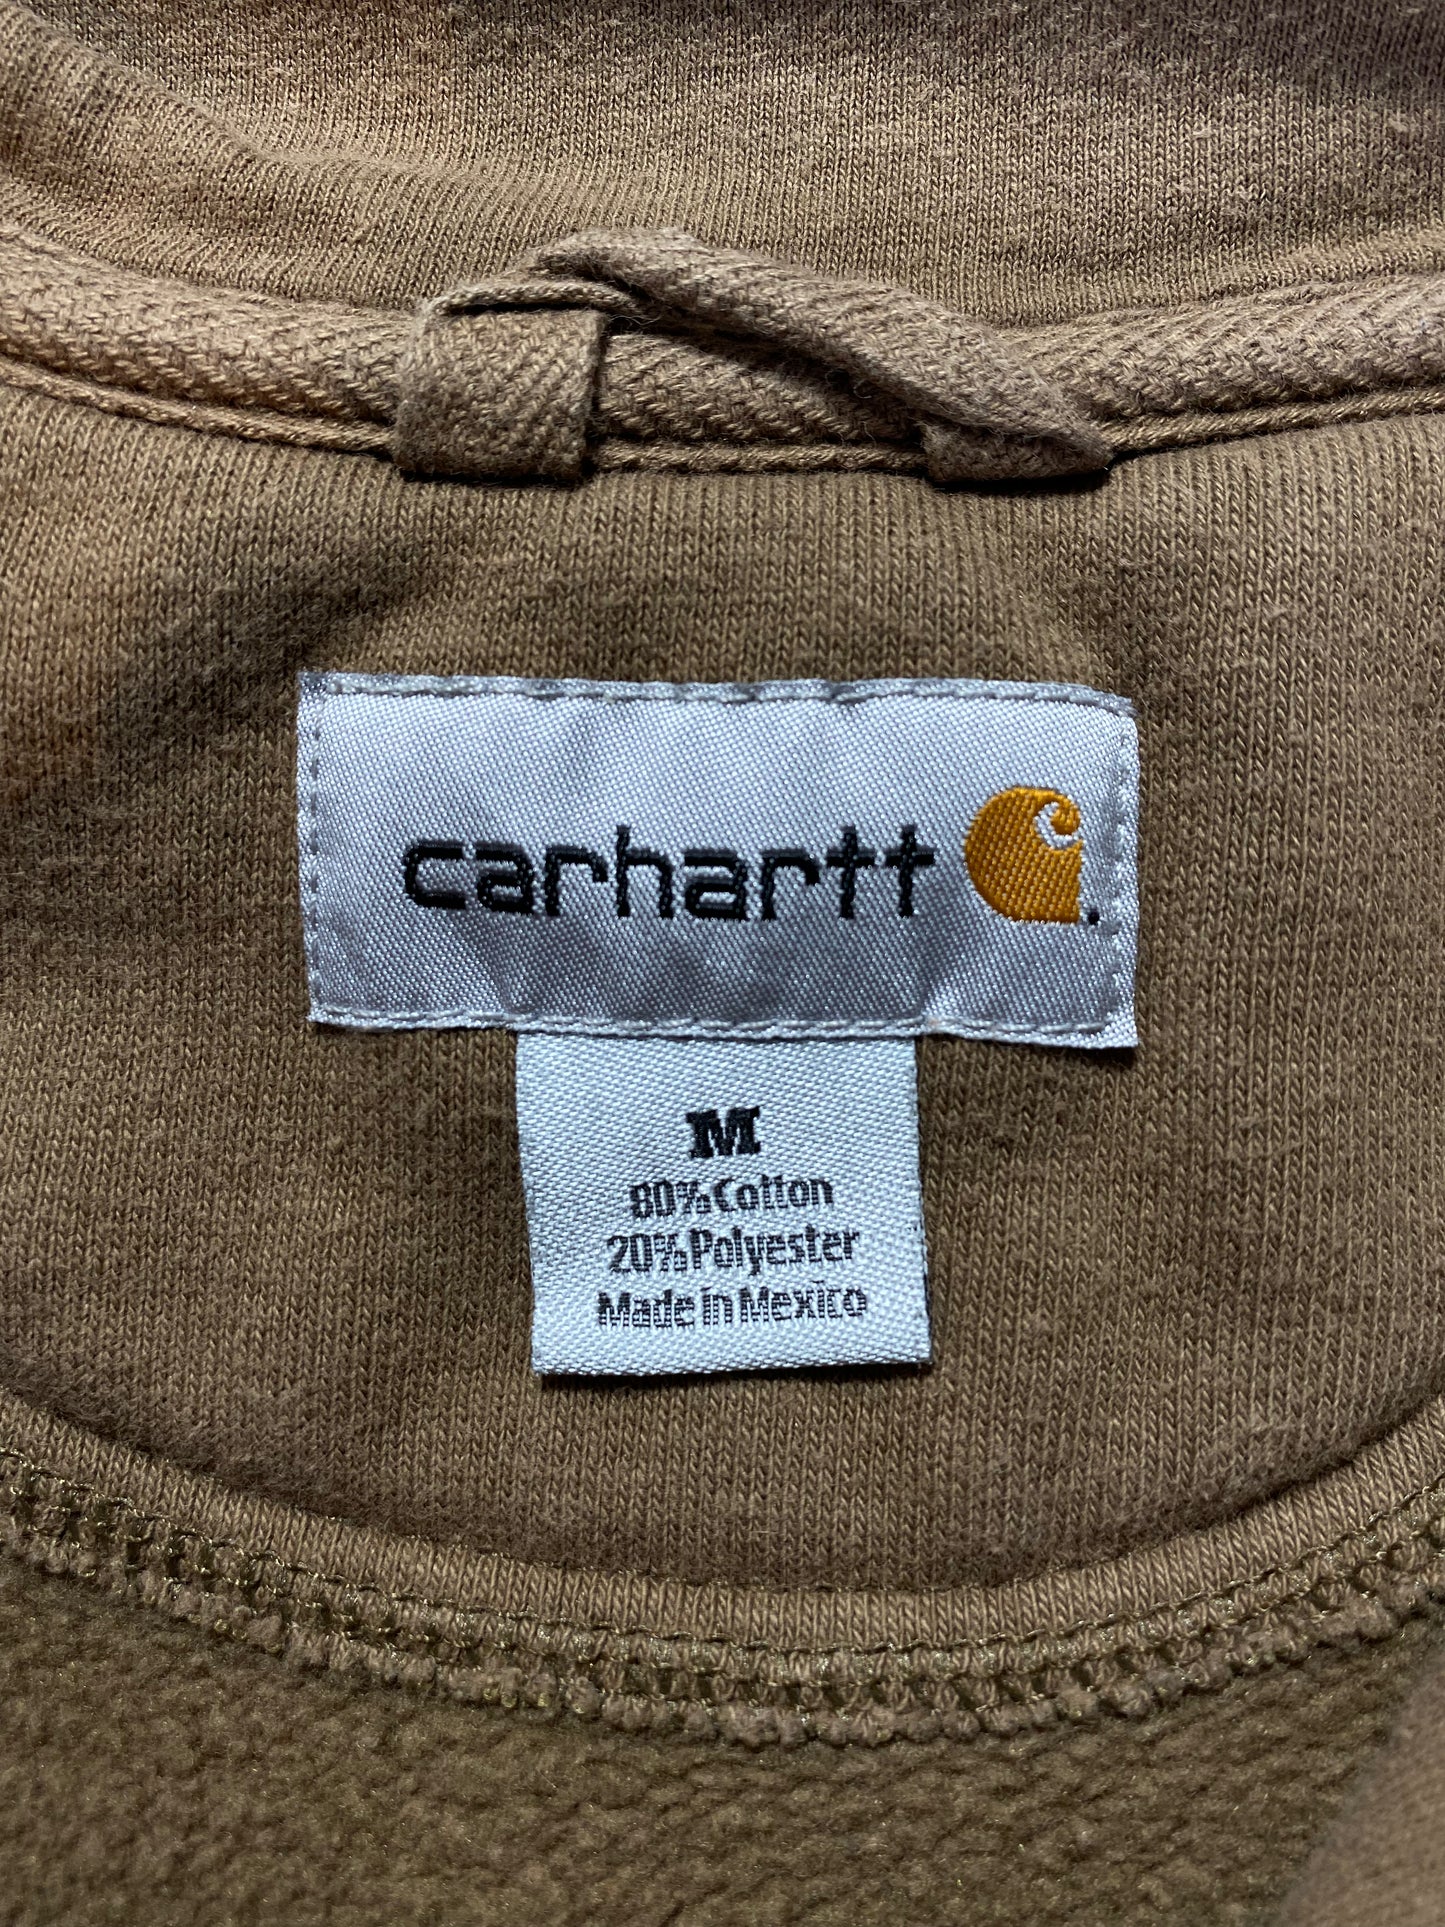 carhartt
M
80% Cotton
20% Polyester
Made in Mexico